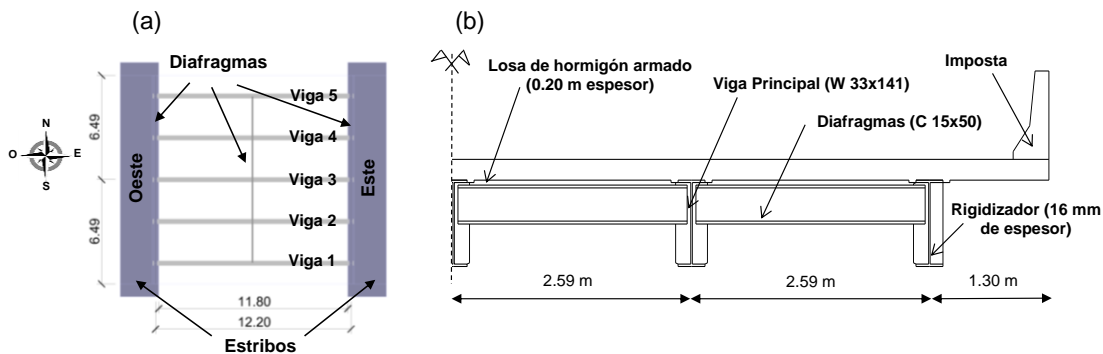 (a)
Diafragmas
Viga 5
Viga 4
Viga 3
Viga 2
Viga 1
Oeste
Este
6.49
6.49
N
O
E
S
11.80
12.20
Estribos
(b)
Losa de hormigón armado
(0.20 m espesor)
Viga Principal (W 33x141)
Diafragmas (C 15x50)
Imposta
Rigidizador (16 mm
de espesor)
2.59 m
2.59 m
1.30 m